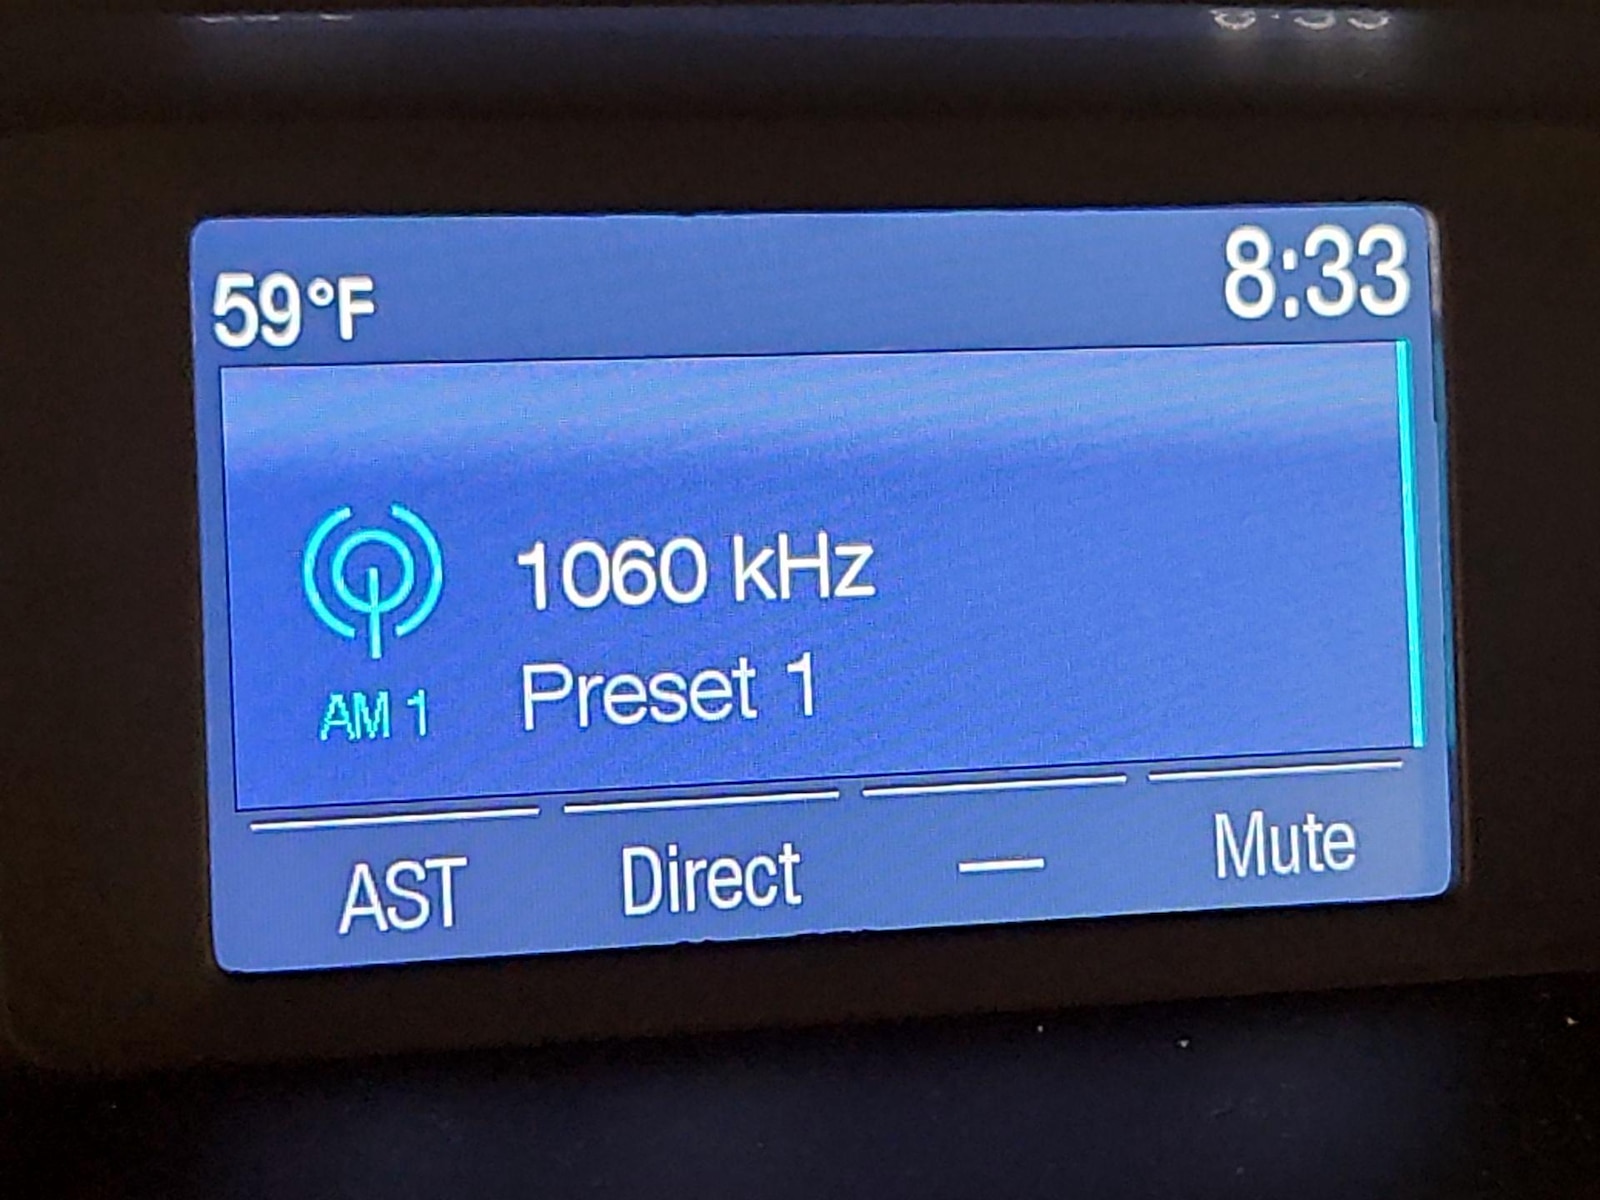 59°F 8:33
1060 kHz
Preset 1
AM 1
AST Direct — Mute